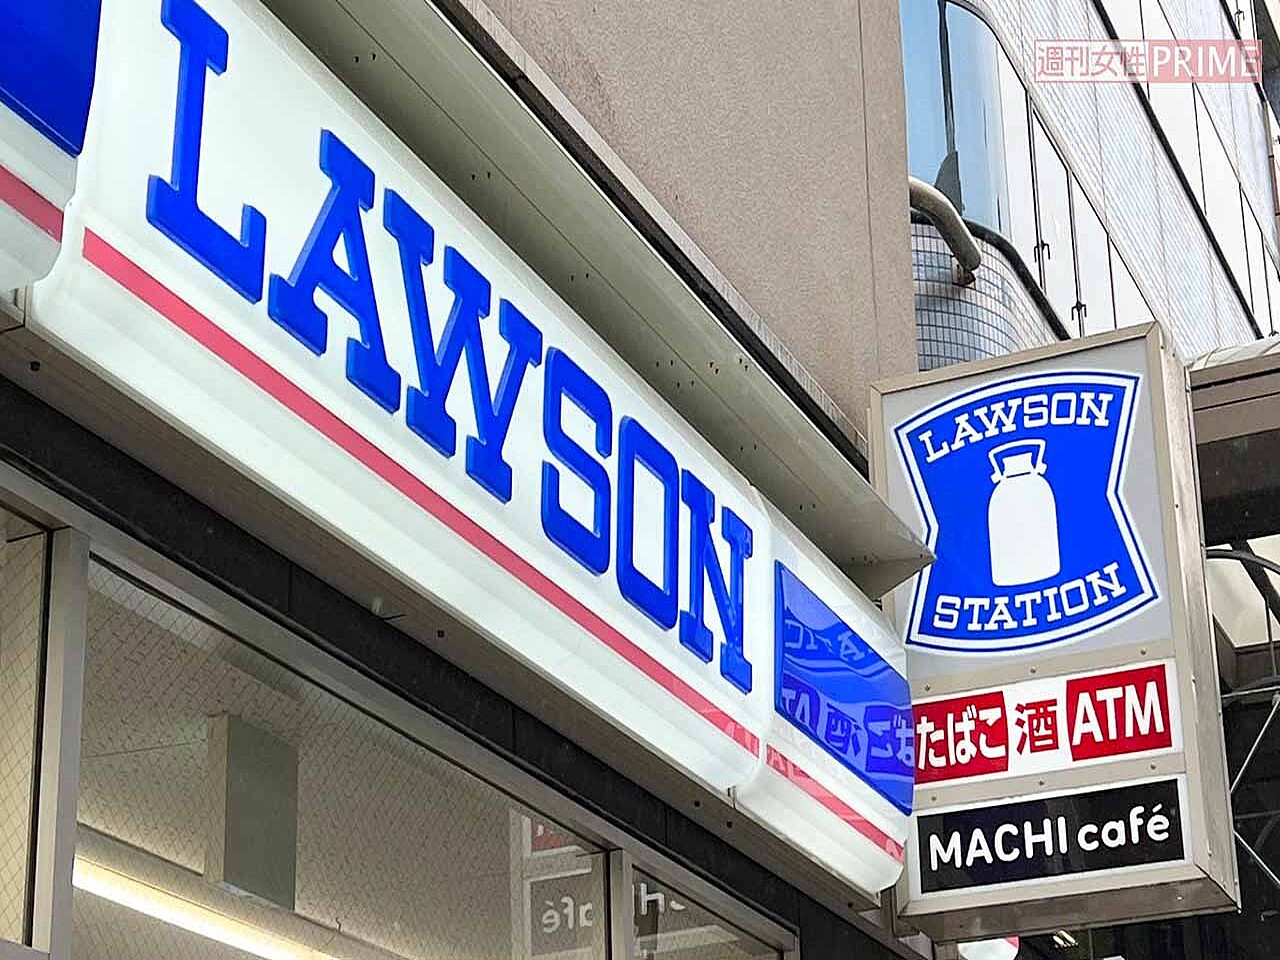 週刊女性PRIME
LAWSON
LAWSON
STATION
たばこ 酒 ATM
MACHI café